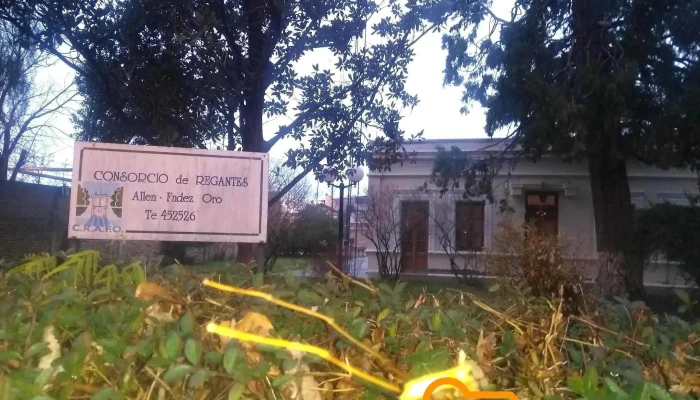 CONSORCIO de REGANTES
Allen - Fndez. Oro
Te 452526
C.R.A.F.O.